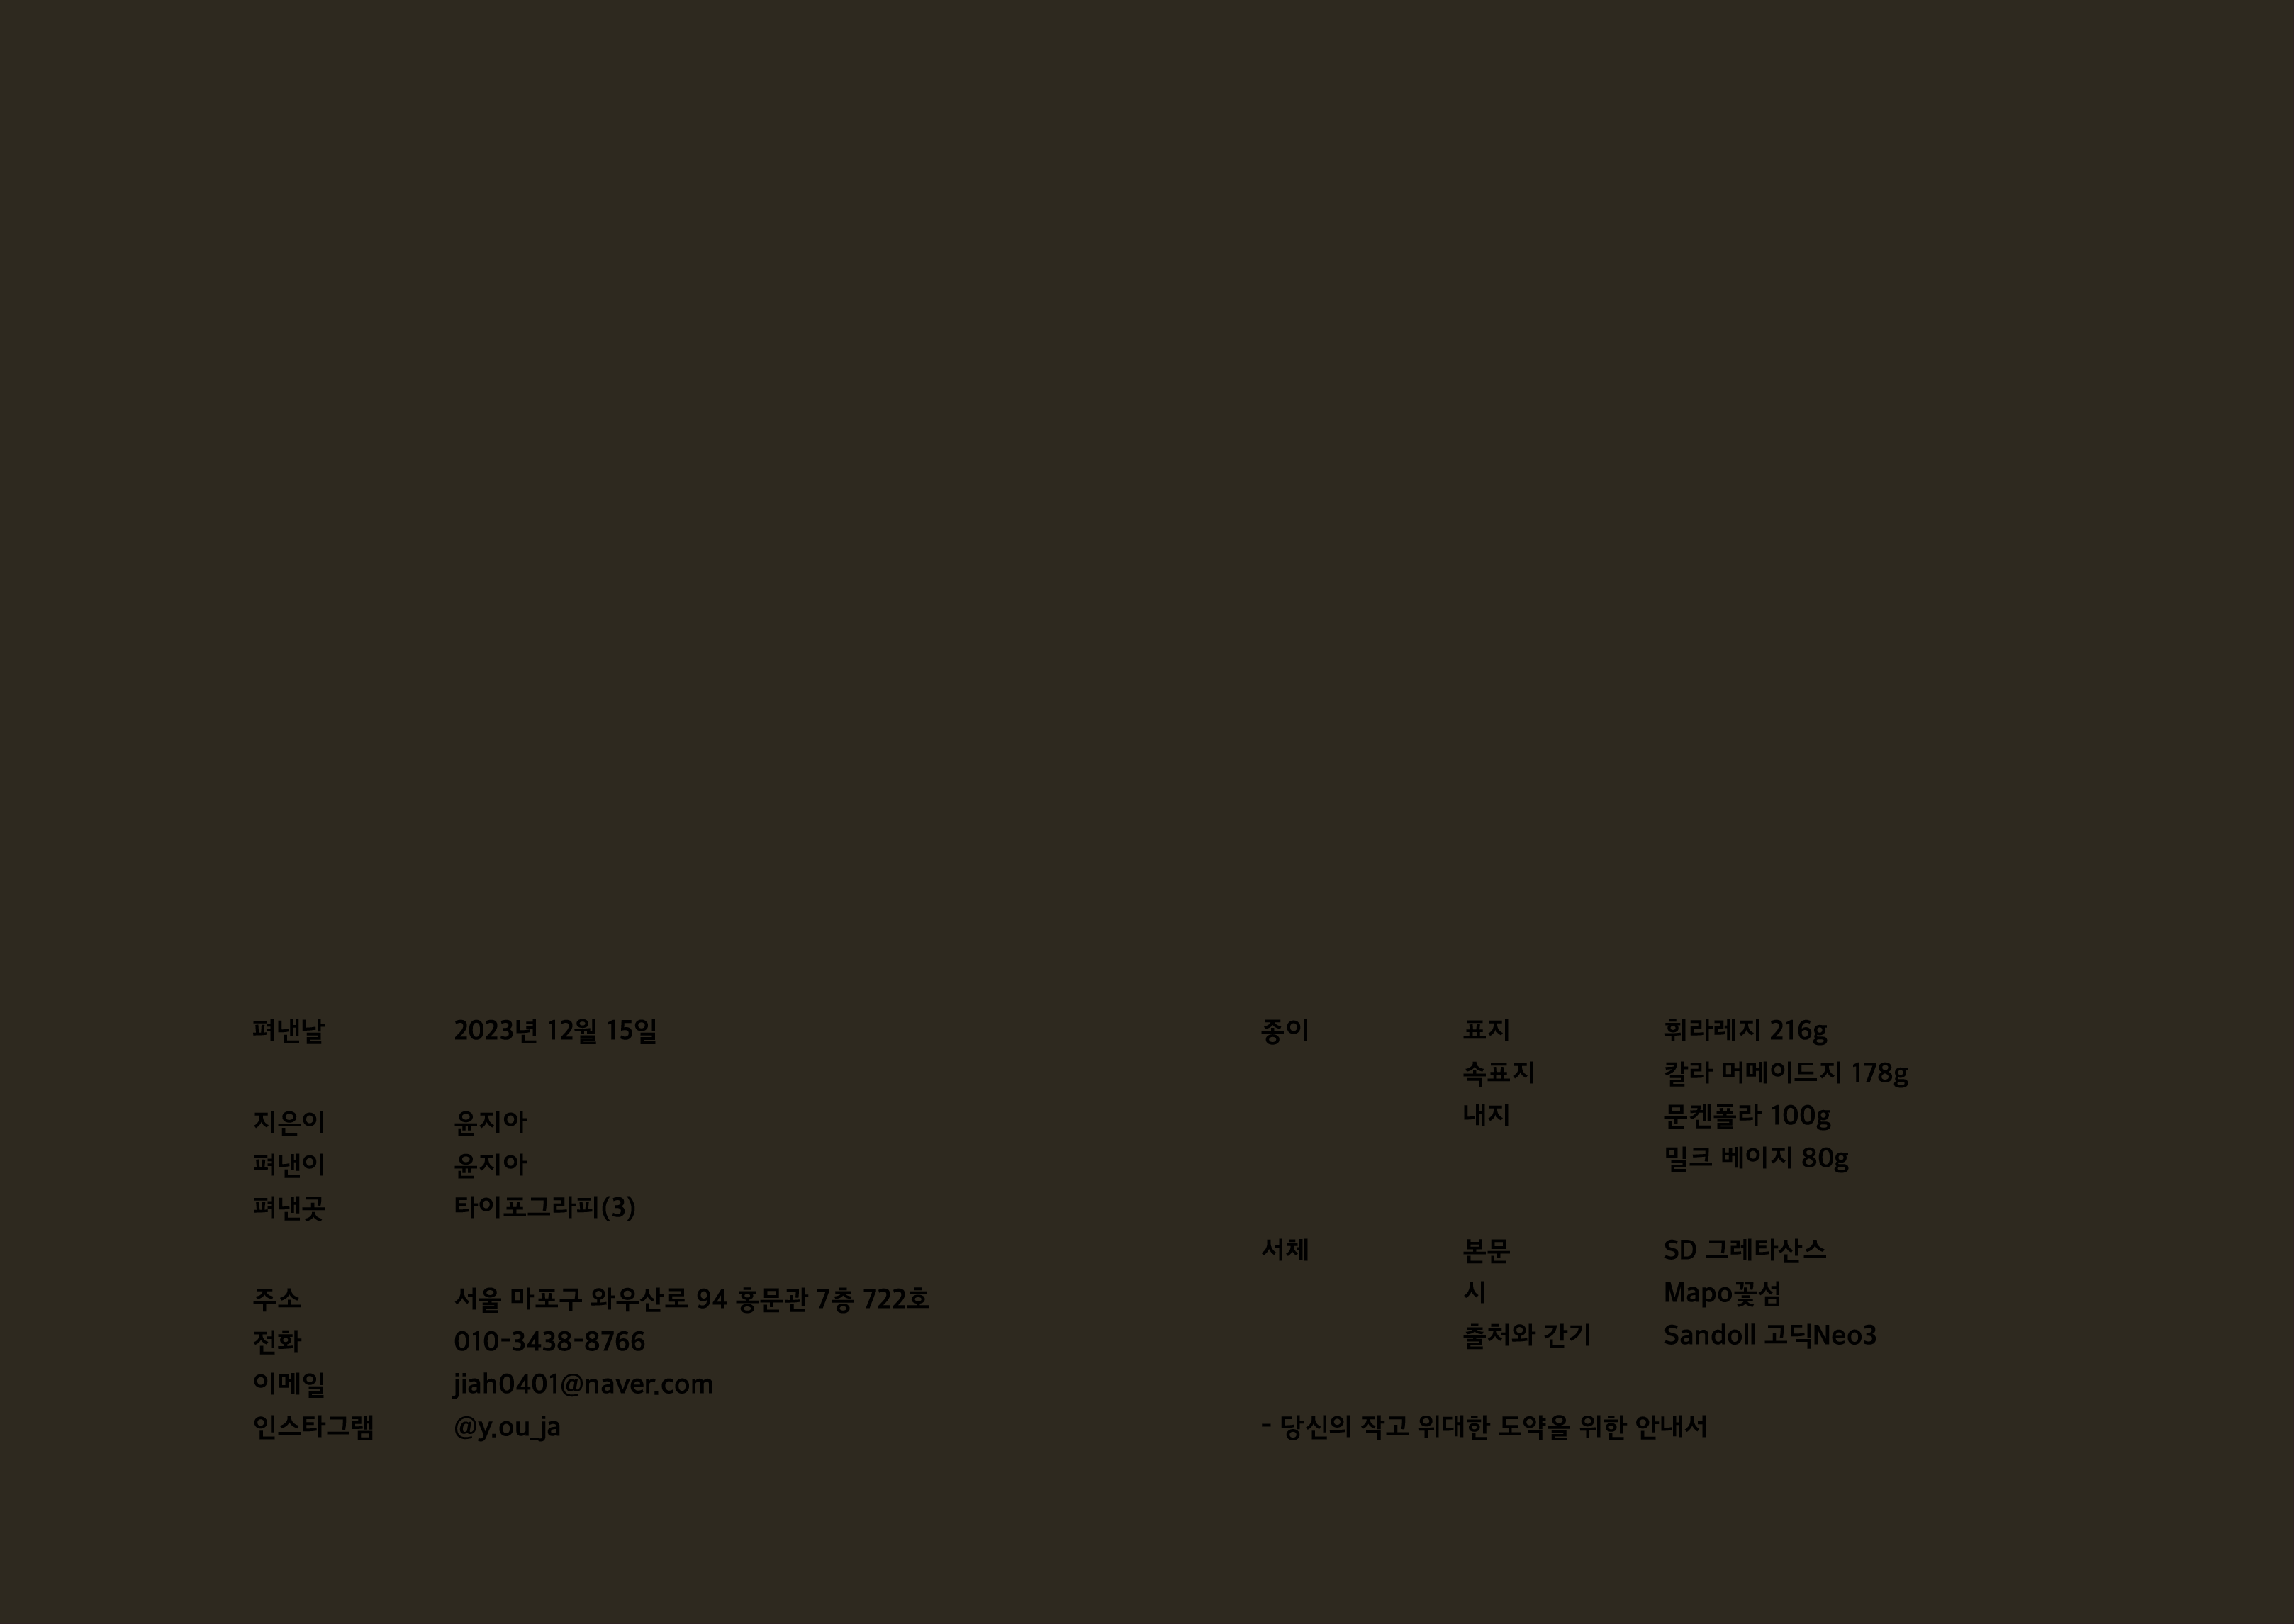 펴낸날 2023년 12월 15일
지은이 윤지아
펴낸이 윤지아
펴낸곳 타이포그라피(3)
주소 서울 마포구 와우산로 94 홍문관 7층 722호
전화 010-3438-8766
이메일 jiah0401@naver.com
인스타그램 @y.ou_ja
종이 표지 휘라레지 216g
속표지 칼라 머메이드지 178g
내지 문켄폴라 100g
밀크 베이지 80g
서체 본문 SD 그레타산스
시 Mapo꽃섬
출처와 간기 Sandoll 고딕Neo3
- 당신의 작고 위대한 도약을 위한 안내서